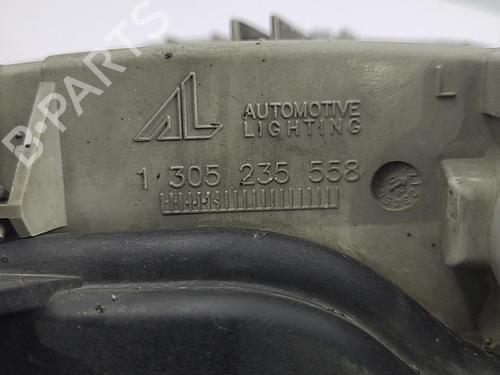 B-PARTS
AL
AUTOMOTIVE
LIGHTING
L
1 305 235 558